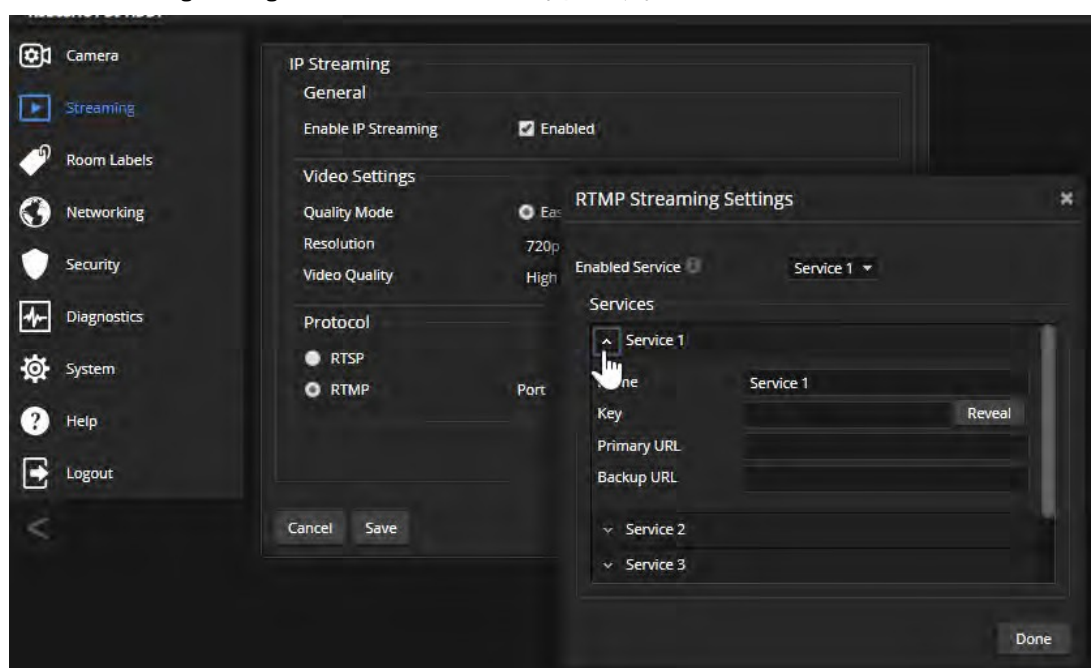 Camera
Streaming
Room Labels
Networking
Security
Diagnostics
System
Help
Logout
IP Streaming
General
Enable IP Streaming Enabled
Video Settings
Quality Mode
Resolution 720p
Video Quality High
Protocol
RTSP
RTMP Port
Cancel Save
RTMP Streaming Settings
Enabled Service Service 1
Services
Service 1
Service 1
Key Reveal
Primary URL
Backup URL
Service 2
Service 3
Done